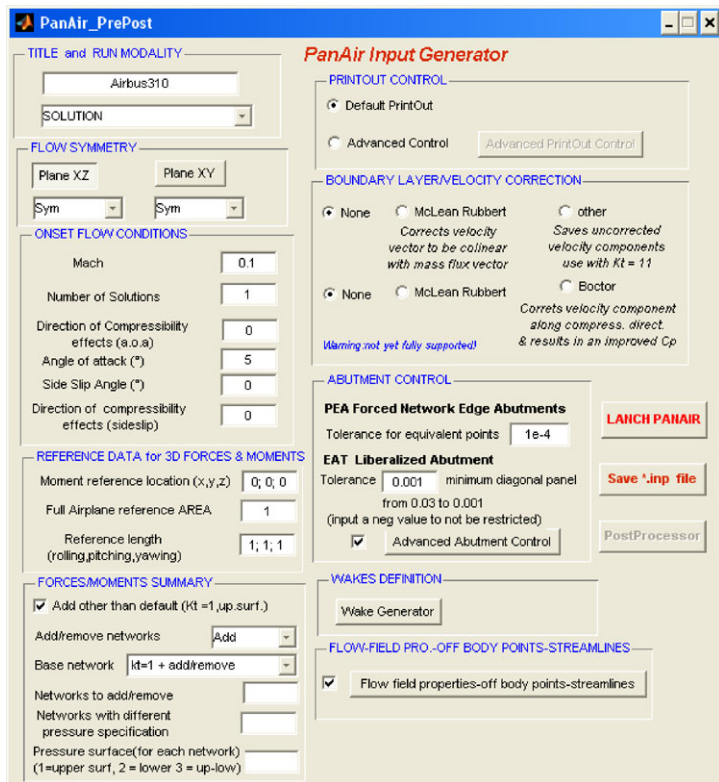 PanAir_PrePost
TITLE and RUN MODALITY
Airbus310
SOLUTION
FLOW SYMMETRY
Plane XZ
Plane XY
Sym
Sym
ONSET FLOW CONDITIONS
Mach
0.1
Number of Solutions
1
Direction of Compressibility
effects (a.o.a)
0
Angle of attack (°)
5
Side Slip Angle (°)
0
Direction of compressibility
effects (sideslip)
0
REFERENCE DATA for 3D FORCES & MOMENTS
Moment reference location (x,y,z)
0; 0; 0
Full Airplane reference AREA
1
Reference length
(rolling,pitching,yawing)
1; 1; 1
FORCES/MOMENTS SUMMARY
Add other than default (Kt =1,up.surf.)
Add/remove networks
Add
Base network
kt=1 + add/remove
Networks to add/remove
Networks with different
pressure specification
Pressure surface(for each network)
(1=upper surf, 2 = lower 3 = up-low)
PanAir Input Generator
PRINTOUT CONTROL
Default PrintOut
Advanced Control
Advanced PrintOut Control
BOUNDARY LAYER/VELOCITY CORRECTION
None
McLean Rubbert
other
Corrects velocity
vector to be colinear
with mass flux vector
Saves uncorrected
velocity components
use with Kt = 11
None
McLean Rubbert
Boctor
Correts velocity component
along compress. direct.
& results in an improved Cp
Warning:not yet fully supported!
ABUTMENT CONTROL
PEA Forced Network Edge Abutments
Tolerance for equivalent points
1e-4
EAT Liberalized Abutment
Tolerance
0.001
minimum diagonal panel
from 0.03 to 0.001
(input a neg value to not be restricted)
Advanced Abutment Control
LANCH PANAIR
Save *.inp file
PostProcessor
WAKES DEFINITION
Wake Generator
FLOW-FIELD PRO.-OFF BODY POINTS-STREAMLINES
Flow field properties-off body points-streamlines